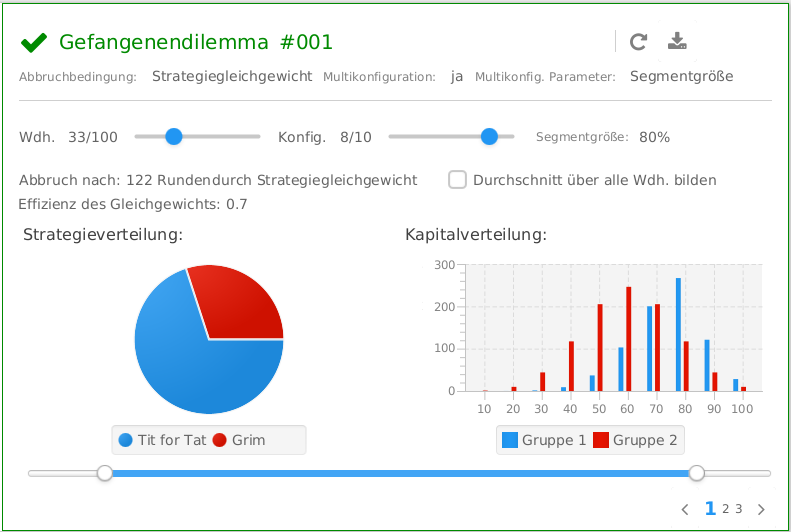 Gefangenendilemma #001
Abbruchbedingung: Strategiegleichgewicht Multikonfiguration: ja Multikonfig. Parameter: Segmentgröße
Wdh. 33/100 Konfig. 8/10 Segmentgröße: 80%
Abbruch nach: 122 Runden durch Strategiegleichgewicht Durchschnitt über alle Wdh. bilden
Effizienz des Gleichgewichts: 0.7
Strategieverteilung: Kapitalverteilung:
300
200
100
0
10 20 30 40 50 60 70 80 90 100
Tit for Tat Grim Gruppe 1 Gruppe 2
1 2 3